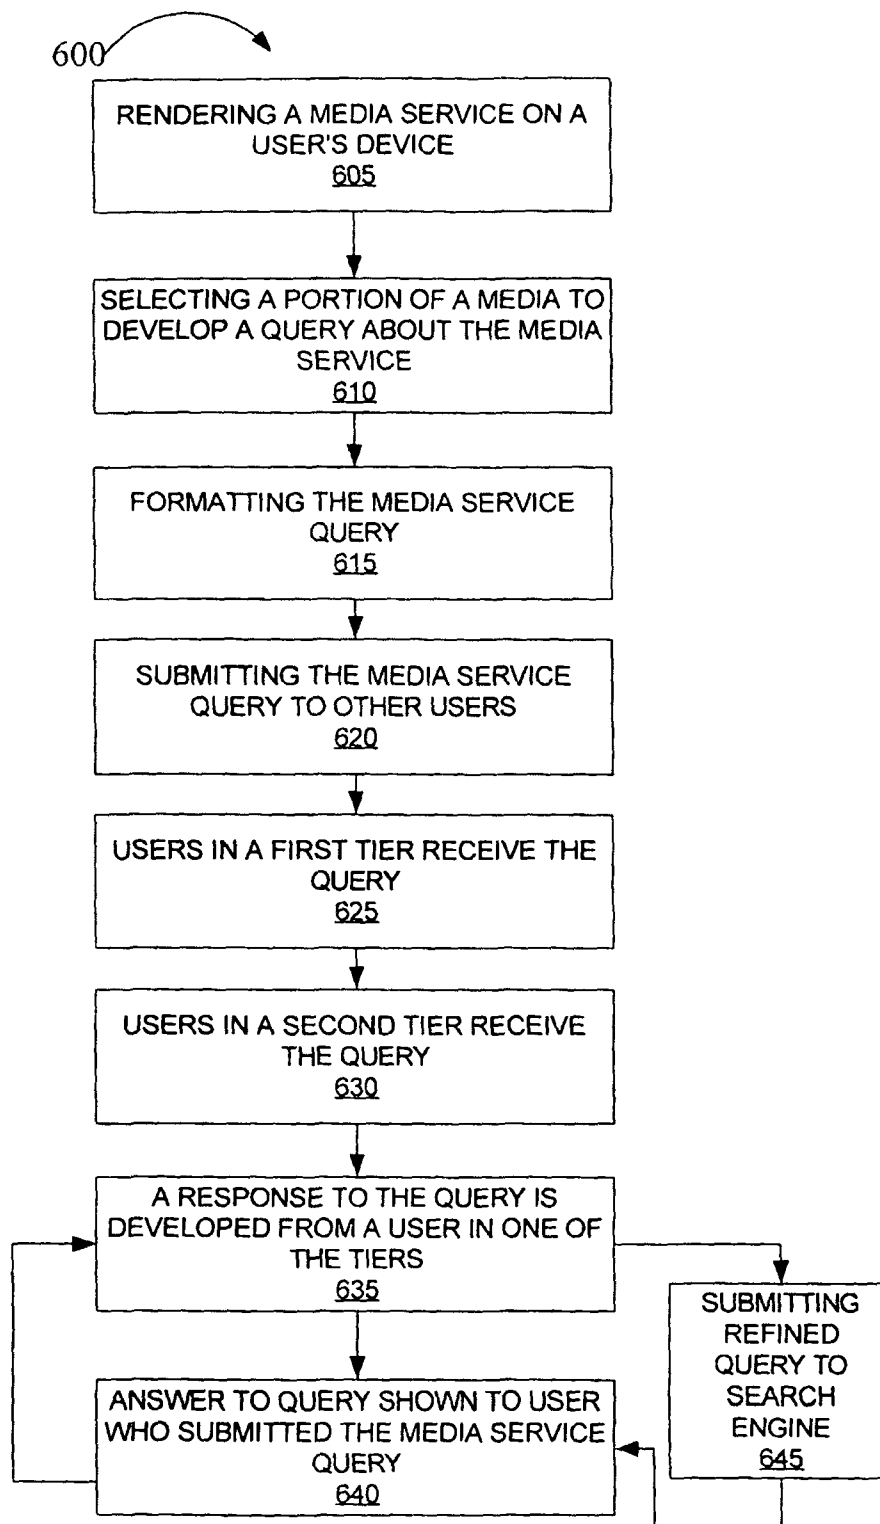 600
RENDERING A MEDIA SERVICE ON A
USER'S DEVICE
605
SELECTING A PORTION OF A MEDIA TO
DEVELOP A QUERY ABOUT THE MEDIA
SERVICE
610
FORMATTING THE MEDIA SERVICE
QUERY
615
SUBMITTING THE MEDIA SERVICE
QUERY TO OTHER USERS
620
USERS IN A FIRST TIER RECEIVE THE
QUERY
625
USERS IN A SECOND TIER RECEIVE
THE QUERY
630
A RESPONSE TO THE QUERY IS
DEVELOPED FROM A USER IN ONE OF
THE TIERS
635
SUBMITTING
REFINED
QUERY TO
SEARCH
ENGINE
645
ANSWER TO QUERY SHOWN TO USER
WHO SUBMITTED THE MEDIA SERVICE
QUERY
640